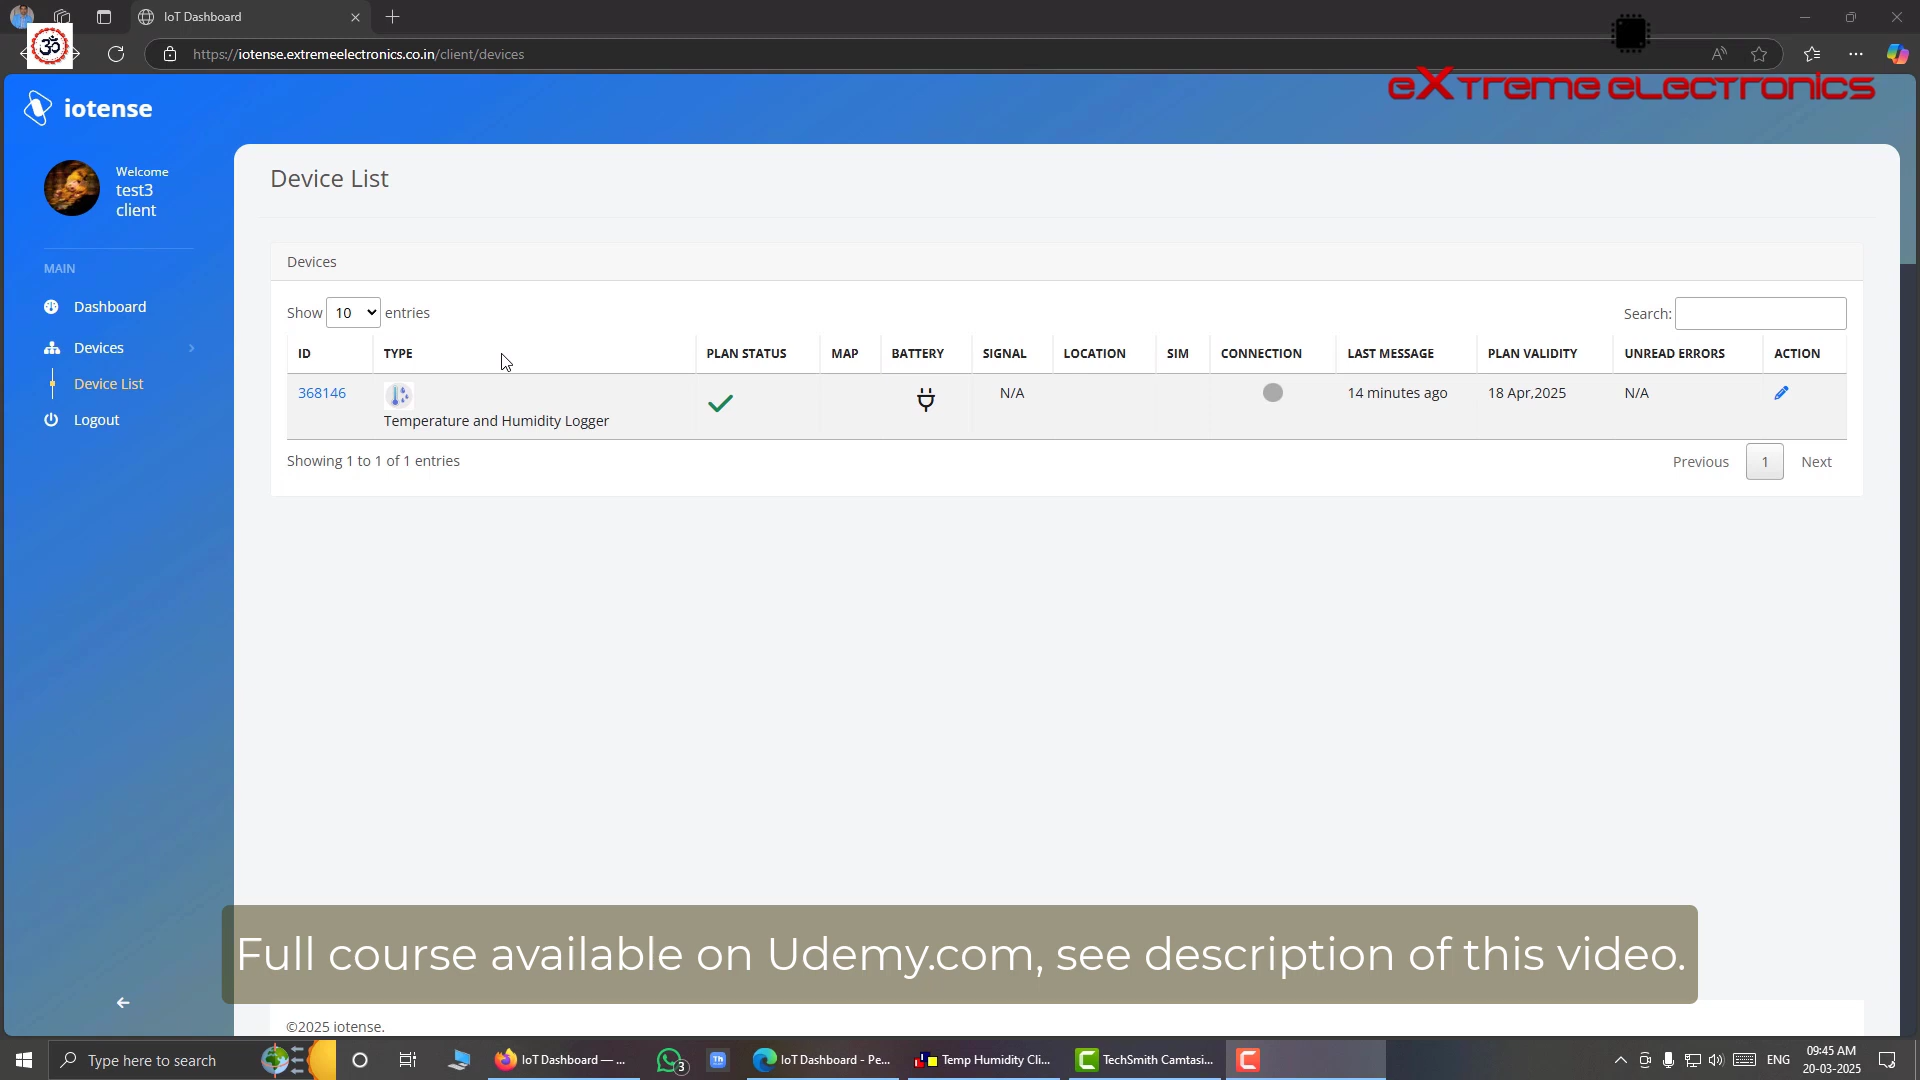 IoT Dashboard
https://iotense.extremeelectronics.co.in/client/devices
eXtreme electronics
iotense
Welcome
test3
client
MAIN
Dashboard
Devices
Device List
Logout
Device List
Devices
Show 10 entries
Search:
ID TYPE PLAN STATUS MAP BATTERY SIGNAL LOCATION SIM CONNECTION LAST MESSAGE PLAN VALIDITY UNREAD ERRORS ACTION
368146 N/A 14 minutes ago 18 Apr,2025 N/A
Temperature and Humidity Logger
Showing 1 to 1 of 1 entries
Previous 1 Next
Full course available on Udemy.com, see description of this video.
©2025 iotense.
Type here to search
IoT Dashboard — ...
3
Th
IoT Dashboard - Pe...
Temp Humidity Cli...
TechSmith Camtasi...
ENG
09:45 AM
20-03-2025